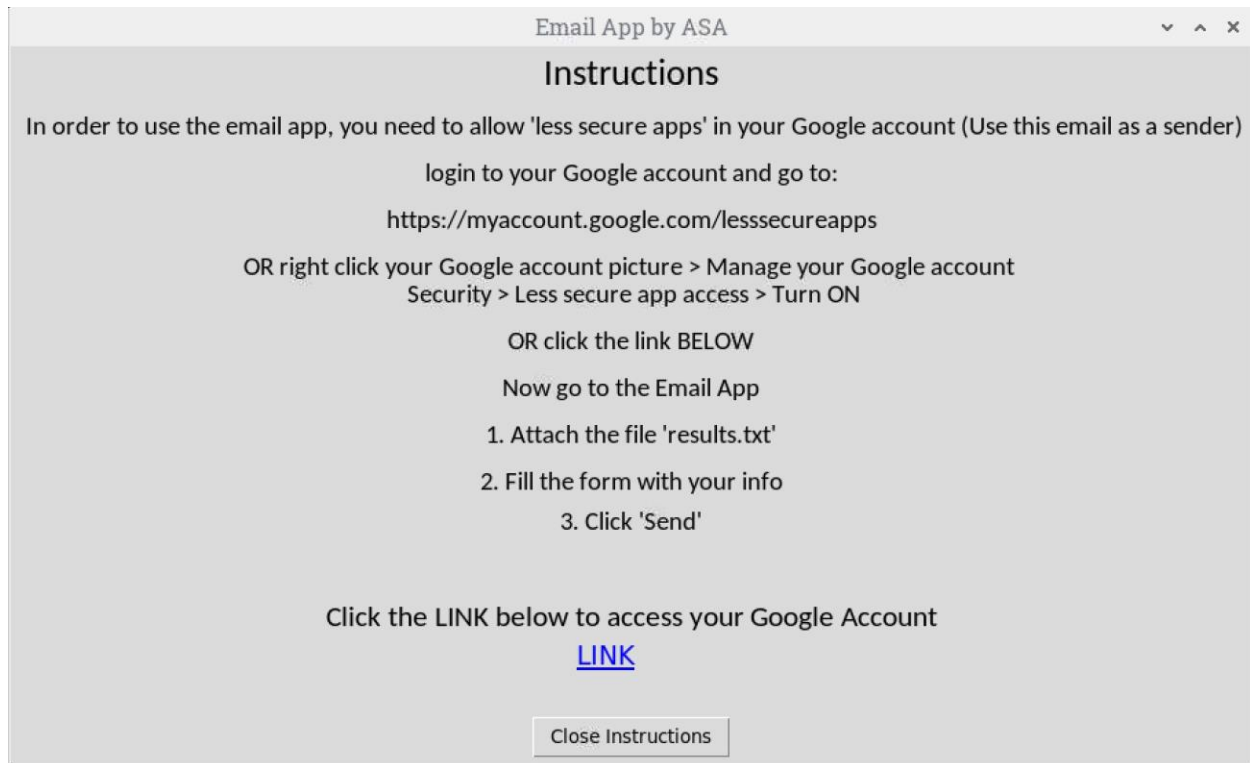 Email App by ASA
Instructions
In order to use the email app, you need to allow 'less secure apps' in your Google account (Use this email as a sender)
login to your Google account and go to:
https://myaccount.google.com/lesssecureapps
OR right click your Google account picture > Manage your Google account
Security > Less secure app access > Turn ON
OR click the link BELOW
Now go to the Email App
1. Attach the file 'results.txt'
2. Fill the form with your info
3. Click 'Send'
Click the LINK below to access your Google Account
LINK
Close Instructions